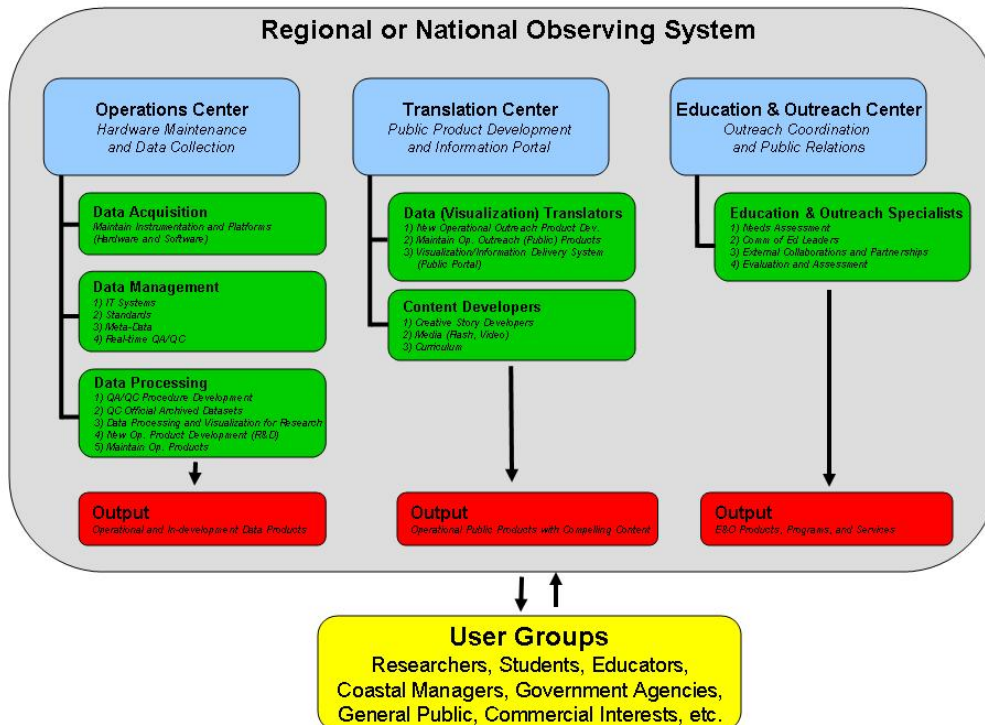 Regional or National Observing System
Operations Center
Hardware Maintenance
and Data Collection
Data Acquisition
Maintain Instrumentation and Platforms
(Hardware and Software)
Data Management
1) IT Systems
2) Standards
3) Meta-Data
4) Real-time QA/QC
Data Processing
1) QA/QC Procedure Development
2) QC Official Archived Datasets
3) Data Processing and Visualization for Research
4) New Op. Product Development (R&D)
5) Maintain Op. Products
Output
Operational and In-development Data Products
Translation Center
Public Product Development
and Information Portal
Data (Visualization) Translators
1) New Operational Outreach Product Dev.
2) Maintain Op. Outreach (Public) Products
3) Visualization/Information Delivery System
(Public Portal)
Content Developers
1) Creative Story Developers
2) Media (Flash, Video)
3) Curriculum
Output
Operational Public Products with Compelling Content
Education & Outreach Center
Outreach Coordination
and Public Relations
Education & Outreach Specialists
1) Needs Assessment
2) Comm of Ed Leaders
3) External Collaborations and Partnerships
4) Evaluation and Assessment
Output
E&O Products, Programs, and Services
User Groups
Researchers, Students, Educators,
Coastal Managers, Government Agencies,
General Public, Commercial Interests, etc.